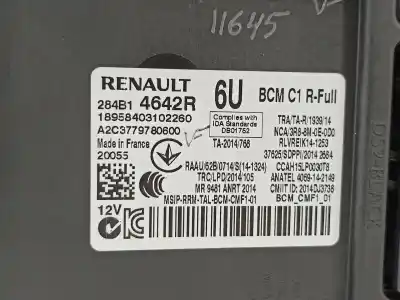 11645
RENAULT
6U
BCM C1 R-Full
284B1 4642R
18958403102260
A2C3779780600
Made in France
20055
Complies with
IDA Standards
DB01752
TA-2014/768
TRA/TA-R/1939/14
NCA/3R6-8M-0E-0D0
RLVREIK14-1253
37625/SDPPI/2014 2684
RAAU/62B/0714/S(14-1324)
CCAH15LP0030T8
TRC/LPD/2014/105
ANATEL 4069-14-2149
MR 9481 ANRT 2014
CMIIT ID: 2014DJ3738
12V
MSIP-RRM-TAL-BCM-CMF1-01
BCM_CMF1_01